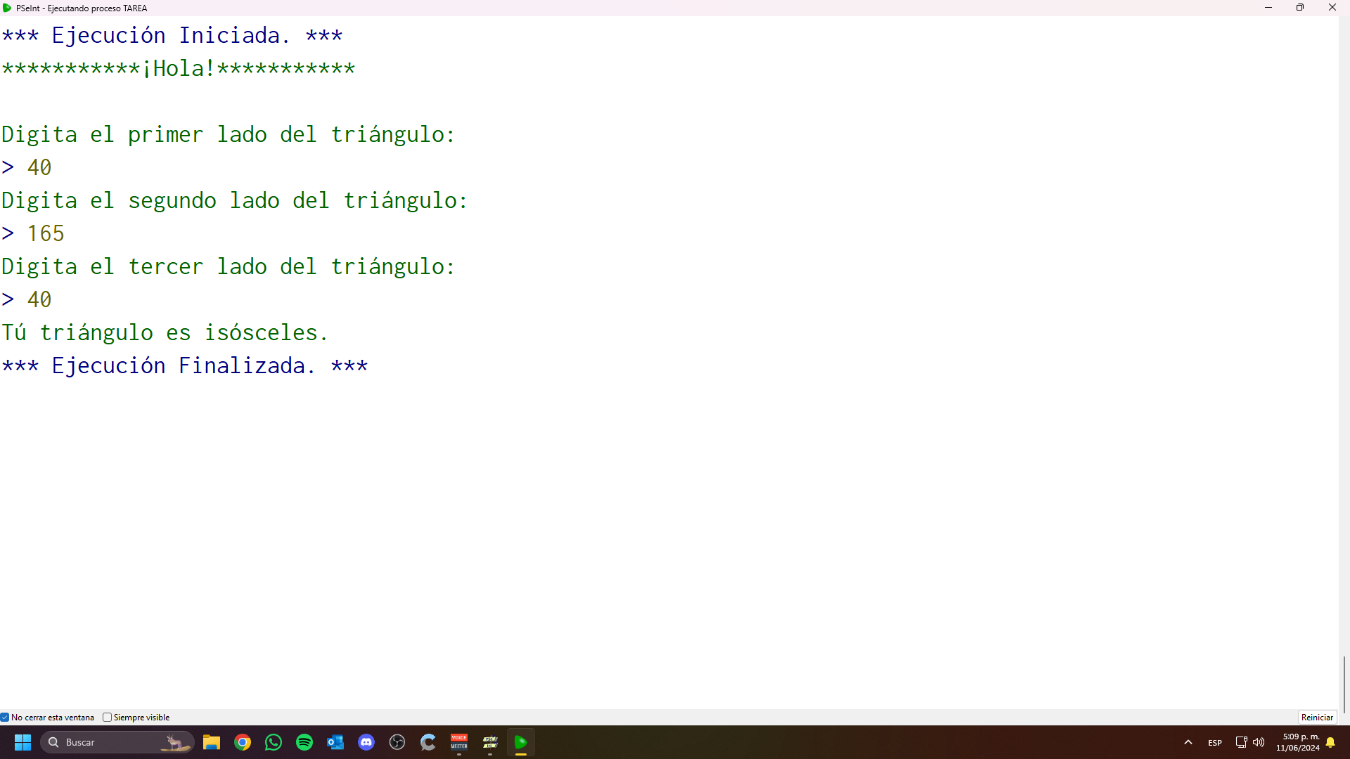 PSeInt - Ejecutando proceso TAREA
*** Ejecución Iniciada. ***
***********¡Hola!***********
Digita el primer lado del triángulo:
> 40
Digita el segundo lado del triángulo:
> 165
Digita el tercer lado del triángulo:
> 40
Tú triángulo es isósceles.
*** Ejecución Finalizada. ***
No cerrar esta ventana
Siempre visible
Reiniciar
Buscar
VOICE
MEETER
ESP
5:09 p. m.
11/06/2024